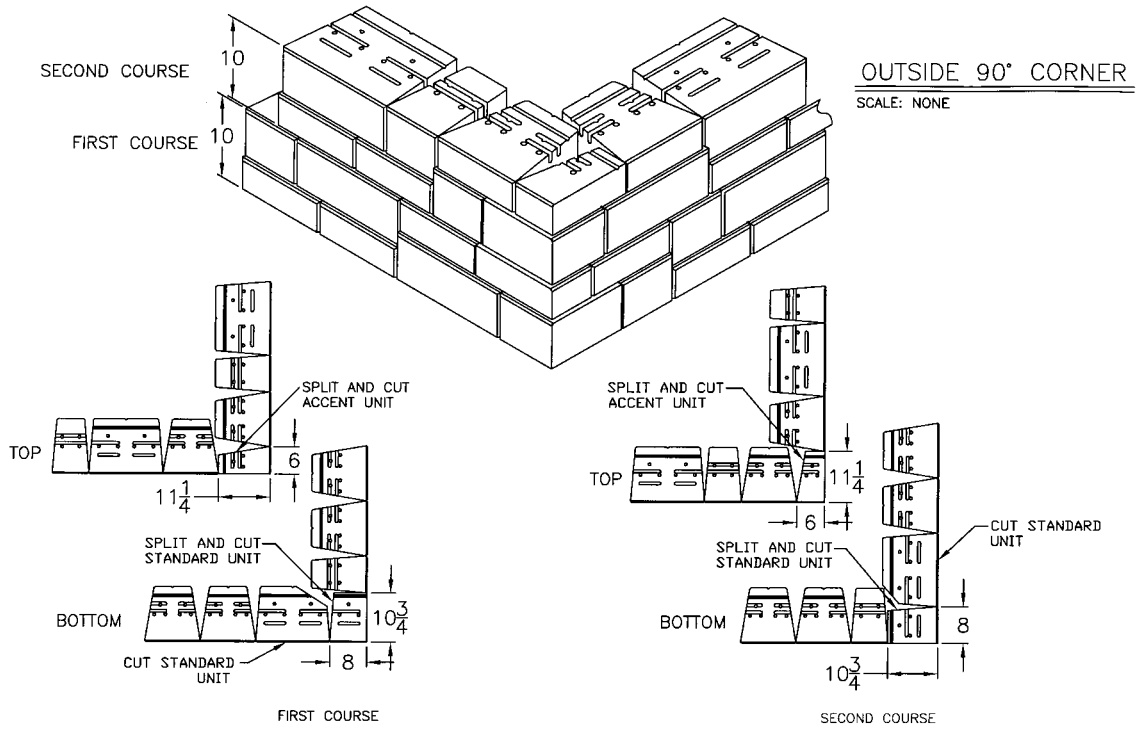 OUTSIDE 90° CORNER
SCALE: NONE
SECOND COURSE
10
FIRST COURSE
10
TOP
SPLIT AND CUT
ACCENT UNIT
6
11 1/4
BOTTOM
SPLIT AND CUT
STANDARD UNIT
10 3/4
8
CUT STANDARD
UNIT
FIRST COURSE
TOP
SPLIT AND CUT
ACCENT UNIT
11 1/4
6
BOTTOM
SPLIT AND CUT
STANDARD UNIT
CUT STANDARD
UNIT
8
10 3/4
SECOND COURSE